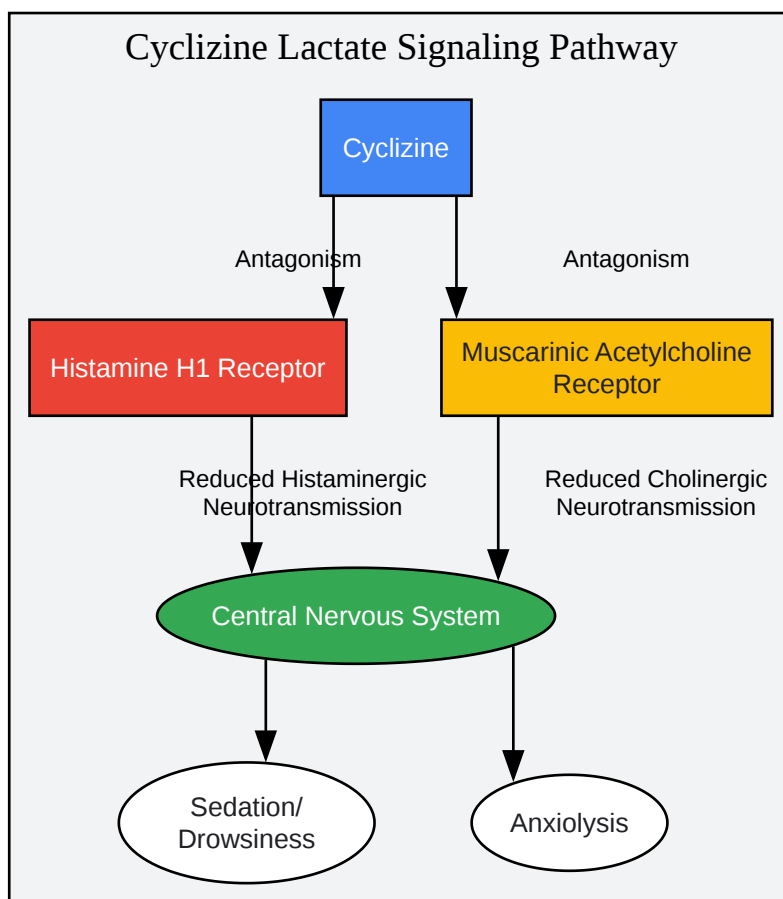 Cyclizine Lactate Signaling Pathway
Cyclizine
Antagonism
Antagonism
Histamine H1 Receptor
Muscarinic Acetylcholine
Receptor
Reduced Histaminergic
Neurotransmission
Reduced Cholinergic
Neurotransmission
Central Nervous System
Sedation/
Drowsiness
Anxiolysis